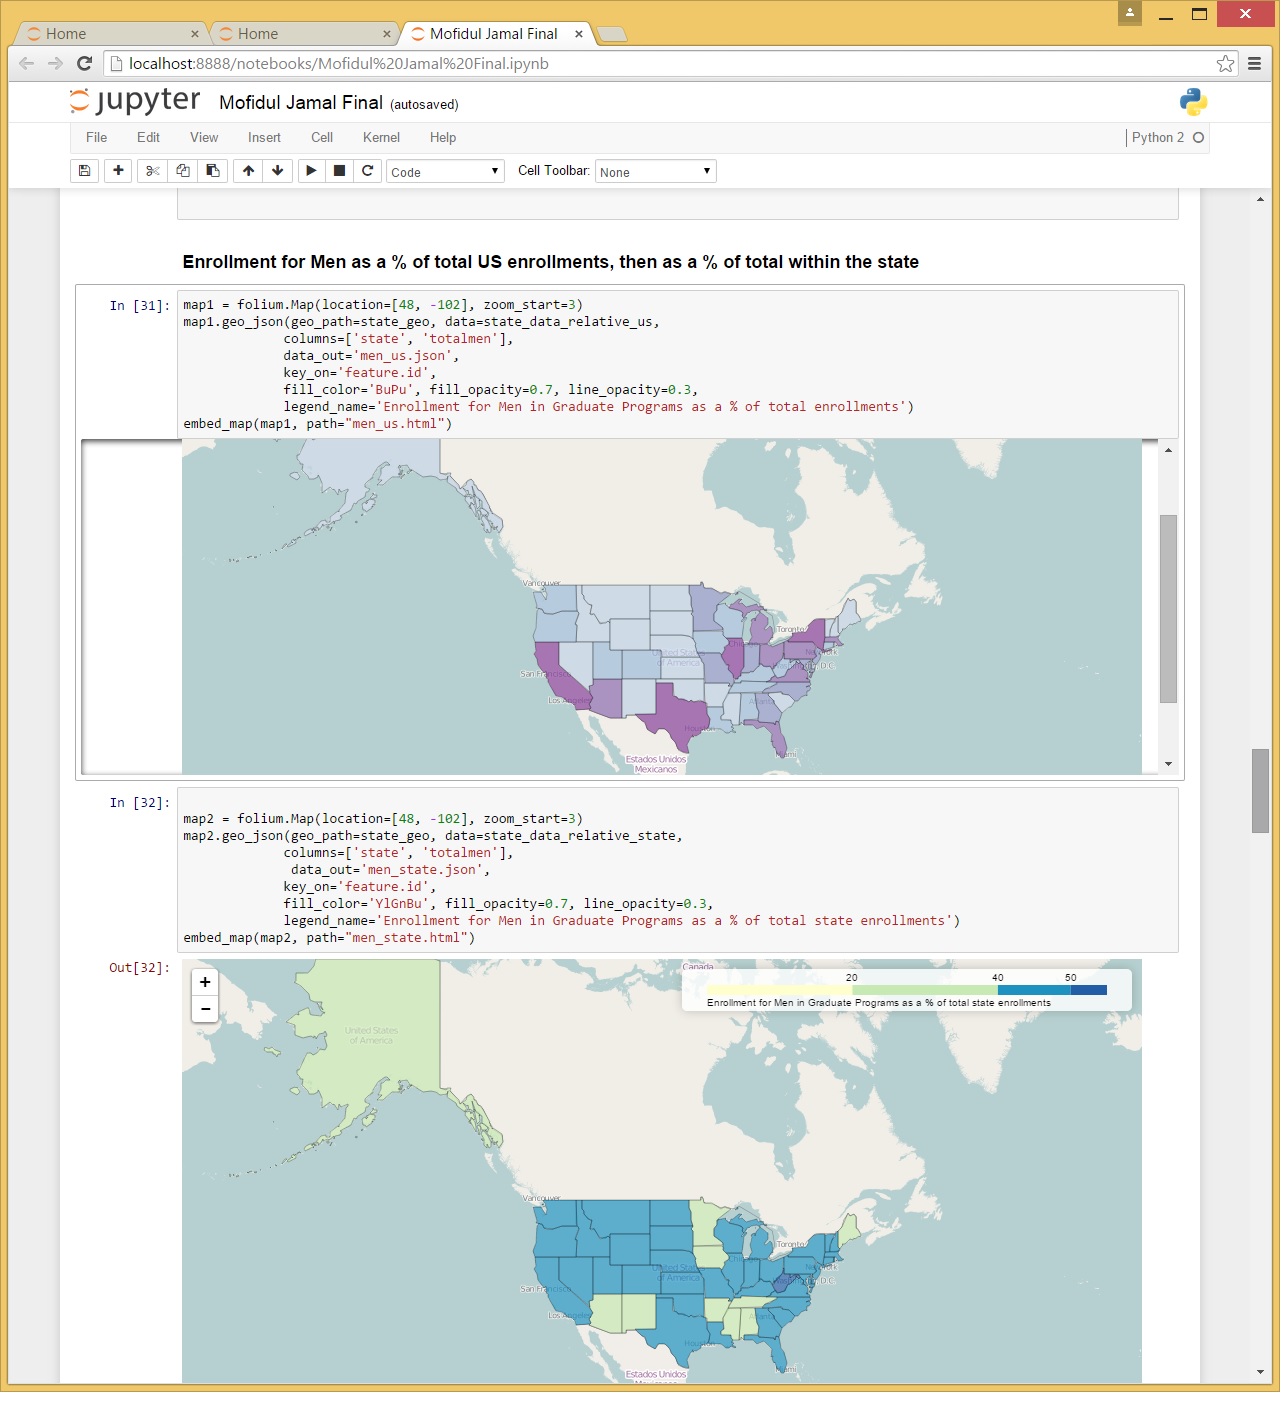 Home
Home
Mofidul Jamal Final
localhost:8888/notebooks/Mofidul%20Jamal%20Final.ipynb
jupyter Mofidul Jamal Final (autosaved)
File Edit View Insert Cell Kernel Help Python 2
Code Cell Toolbar: None
Enrollment for Men as a % of total US enrollments, then as a % of total within the state
In [31]:
map1 = folium.Map(location=[48, -102], zoom_start=3)
map1.geo_json(geo_path=state_geo, data=state_data_relative_us,
columns=['state', 'totalmen'],
data_out='men_us.json',
key_on='feature.id',
fill_color='BuPu', fill_opacity=0.7, line_opacity=0.3,
legend_name='Enrollment for Men in Graduate Programs as a % of total enrollments')
embed_map(map1, path="men_us.html")
Vancouver
Toronto
United States
of America
San Francisco
Los Angeles
Houston
Miami
Estados Unidos
Mexicanos
In [32]:
map2 = folium.Map(location=[48, -102], zoom_start=3)
map2.geo_json(geo_path=state_geo, data=state_data_relative_state,
columns=['state', 'totalmen'],
data_out='men_state.json',
key_on='feature.id',
fill_color='YlGnBu', fill_opacity=0.7, line_opacity=0.3,
legend_name='Enrollment for Men in Graduate Programs as a % of total state enrollments')
embed_map(map2, path="men_state.html")
Out[32]:
+
−
Canada
20 40 50
Enrollment for Men in Graduate Programs as a % of total state enrollments
United States
of America
Vancouver
Toronto
United States
of America
San Francisco
Los Angeles
Houston
Miami
Estados Unidos